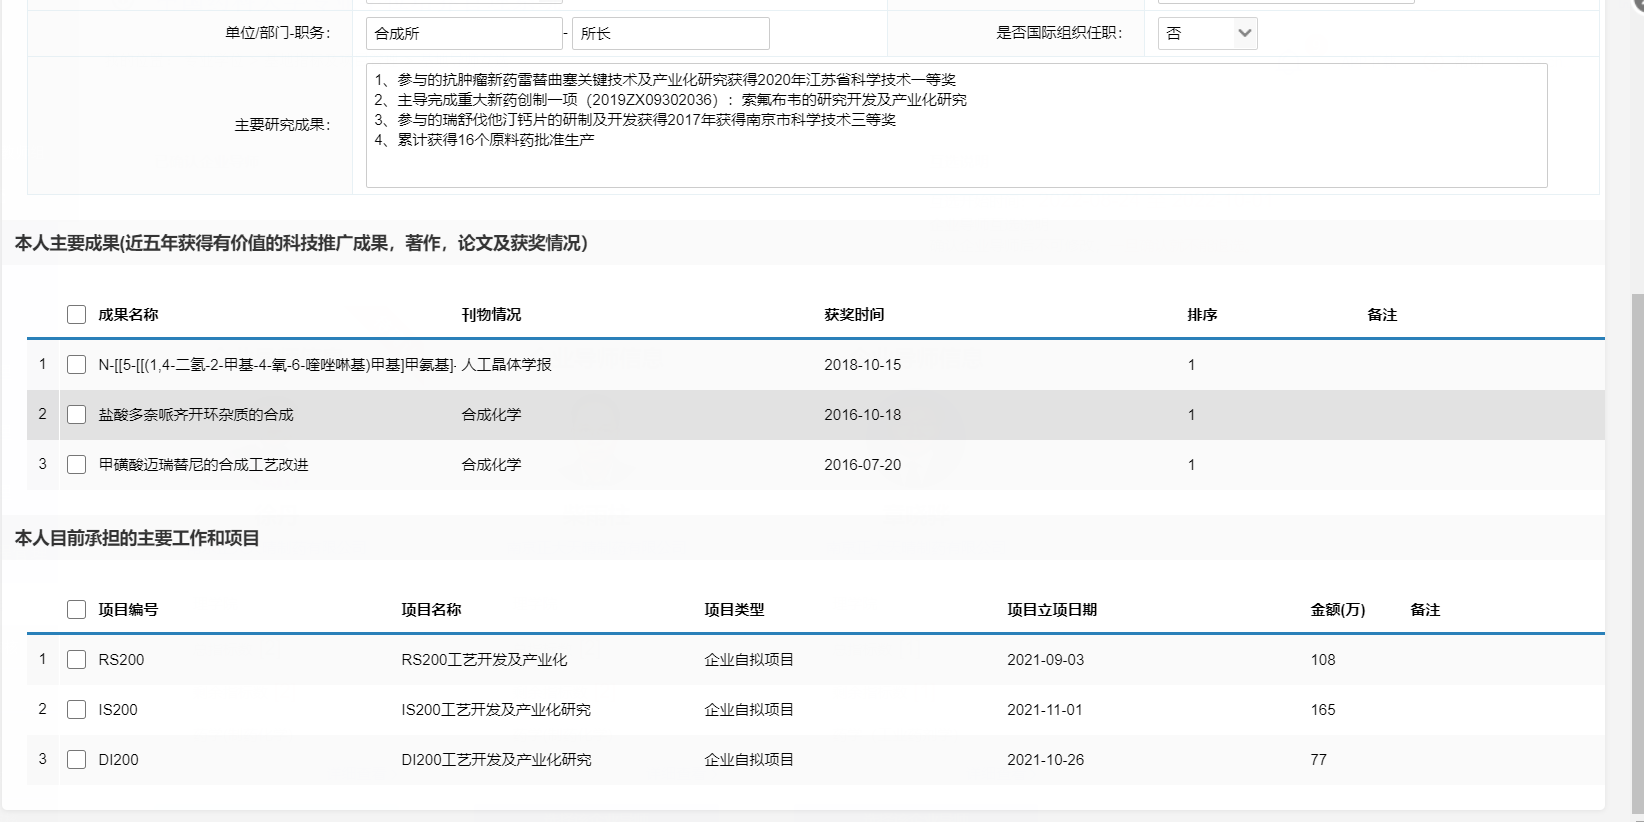 单位/部门-职务： 合成所 - 所长 是否国际组织任职： 否
主要研究成果：
1、参与的抗肿瘤新药雷替曲塞关键技术及产业化研究获得2020年江苏省科学技术一等奖
2、主导完成重大新药创制一项（2019ZX09302036）：索氟布韦的研究开发及产业化研究
3、参与的瑞舒伐他汀钙片的研制及开发获得2017年获得南京市科学技术三等奖
4、累计获得16个原料药批准生产
本人主要成果(近五年获得有价值的科技推广成果，著作，论文及获奖情况)
成果名称 刊物情况 获奖时间 排序 备注
1 N-[[5-[[(1,4-二氢-2-甲基-4-氧-6-喹唑啉基)甲基]甲氨基]- 人工晶体学报 2018-10-15 1
2 盐酸多奈哌齐开环杂质的合成 合成化学 2016-10-18 1
3 甲磺酸迈瑞替尼的合成工艺改进 合成化学 2016-07-20 1
本人目前承担的主要工作和项目
项目编号 项目名称 项目类型 项目立项日期 金额(万) 备注
1 RS200 RS200工艺开发及产业化 企业自拟项目 2021-09-03 108
2 IS200 IS200工艺开发及产业化研究 企业自拟项目 2021-11-01 165
3 DI200 DI200工艺开发及产业化研究 企业自拟项目 2021-10-26 77